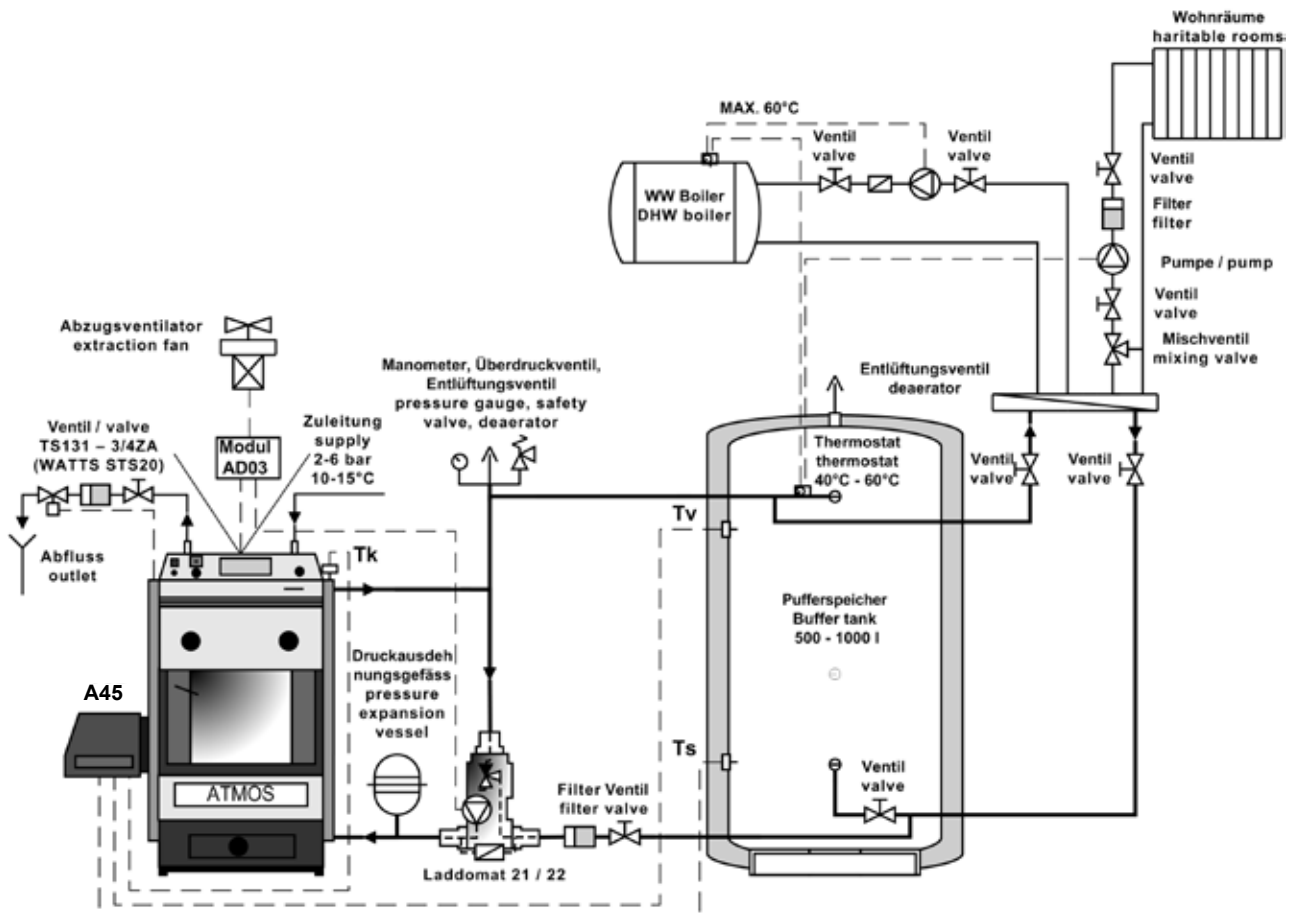 Wohnräume
haritable rooms
MAX. 60°C
Ventil
valve
Ventil
valve
Ventil
valve
WW Boiler
DHW boiler
Filter
filter
Pumpe / pump
Ventil
valve
Mischventil
mixing valve
Abzugsventilator
extraction fan
Manometer, Überdruckventil,
Entlüftungsventil
pressure gauge, safety
valve, deaerator
Entlüftungsventil
deaerator
Ventil / valve
TS131 – 3/4ZA
(WATTS STS20)
Modul
AD03
Zuleitung
supply
2-6 bar
10-15°C
Thermostat
thermostat
40°C - 60°C
Ventil
valve
Ventil
valve
Abfluss
outlet
Tk
Tv
Pufferspeicher
Buffer tank
500 - 1000 l
Druckausdeh
nungsgefäss
pressure
expansion
vessel
A45
Ts
ATMOS
Filter Ventil
filter valve
Ventil
valve
Laddomat 21 / 22